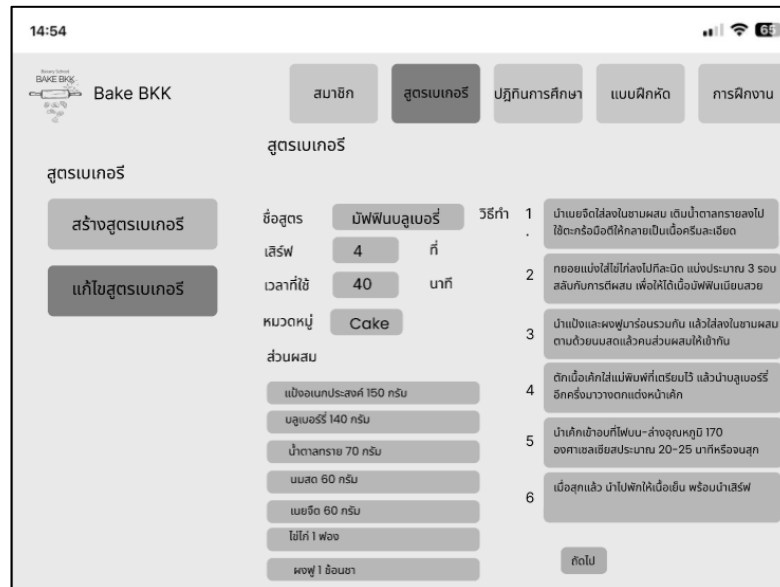 14:54
65
Bakery School
BAKE BKK
Bake BKK
สมาชิก
สูตรเบเกอรี
ปฎิทินการศึกษา
แบบฝึกหัด
การฝึกงาน
สูตรเบเกอรี
สร้างสูตรเบเกอรี
แก้ไขสูตรเบเกอรี
สูตรเบเกอรี
ชื่อสูตร มัฟฟินบลูเบอรี่
เสิร์ฟ 4 ที่
เวลาที่ใช้ 40 นาที
หมวดหมู่ Cake
ส่วนผสม
แป้งอเนกประสงค์ 150 กรัม
บลูเบอร์รี่ 140 กรัม
น้ำตาลทราย 70 กรัม
นมสด 60 กรัม
เนยจืด 60 กรัม
ไข่ไก่ 1 ฟอง
ผงฟู 1 ช้อนชา
วิธีทำ
1. นำเนยจืดใส่ลงในชามผสม เติมน้ำตาลทรายลงไป
ใช้ตะกร้อมือตีให้กลายเป็นเนื้อครีมละเอียด
2 ทยอยแบ่งใส่ไข่ไก่ลงไปทีละนิด แบ่งประมาณ 3 รอบ
สลับกับการตีผสม เพื่อให้ได้เนื้อมัฟฟินเนียนสวย
3 นำแป้งและผงฟูมาร่อนรวมกัน แล้วใส่ลงในชามผสม
ตามด้วยนมสดแล้วคนส่วนผสมให้เข้ากัน
4 ตักเนื้อเค้กใส่แม่พิมพ์ที่เตรียมไว้ แล้วนำบลูเบอร์รี่
อีกครึ่งมาวางตกแต่งหน้าเค้ก
5 นำเค้กเข้าอบที่ไฟบน-ล่างอุณหภูมิ 170
องศาเซลเซียสประมาณ 20-25 นาทีหรือจนสุก
6 เมื่อสุกแล้ว นำไปพักให้เนื้อเย็น พร้อมนำเสิร์ฟ
ถัดไป